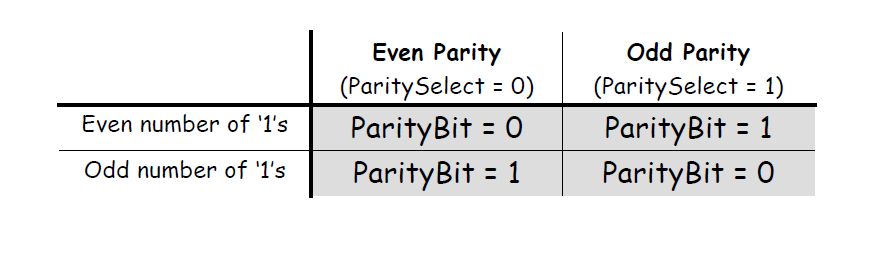 Even Parity Odd Parity
(ParitySelect = 0) (ParitySelect = 1)
Even number of '1's ParityBit = 0 ParityBit = 1
Odd number of '1's ParityBit = 1 ParityBit = 0